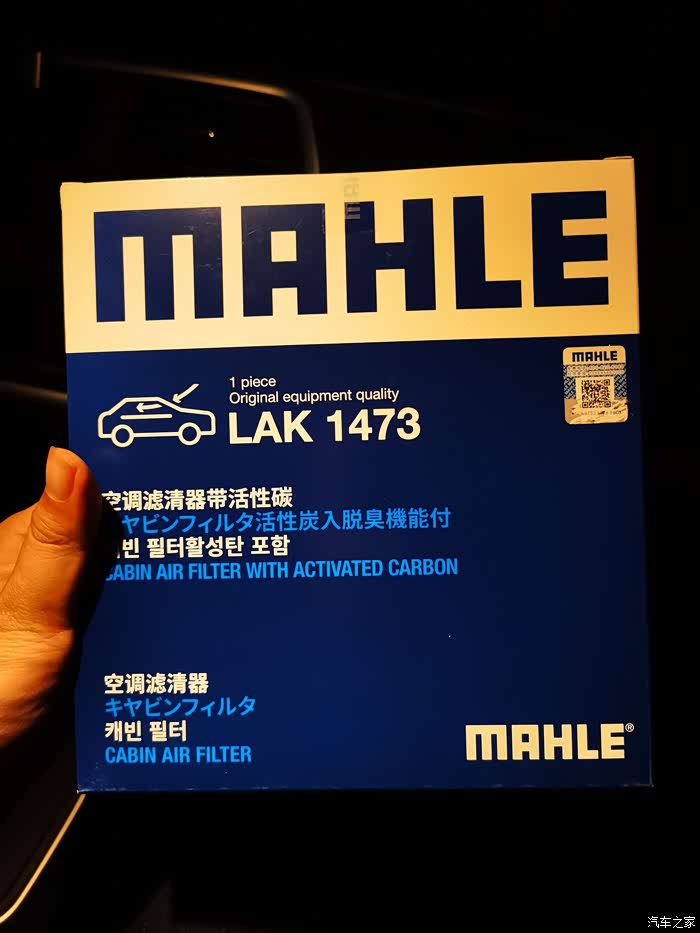 MAHLE
MAHLE
1 piece
Original equipment quality
LAK 1473
空调滤清器带活性碳
キャビンフィルタ活性炭入脱臭機能付
캐빈 필터활성탄 포함
CABIN AIR FILTER WITH ACTIVATED CARBON
空调滤清器
キャビンフィルタ
캐빈 필터
CABIN AIR FILTER
MAHLE®
汽车之家